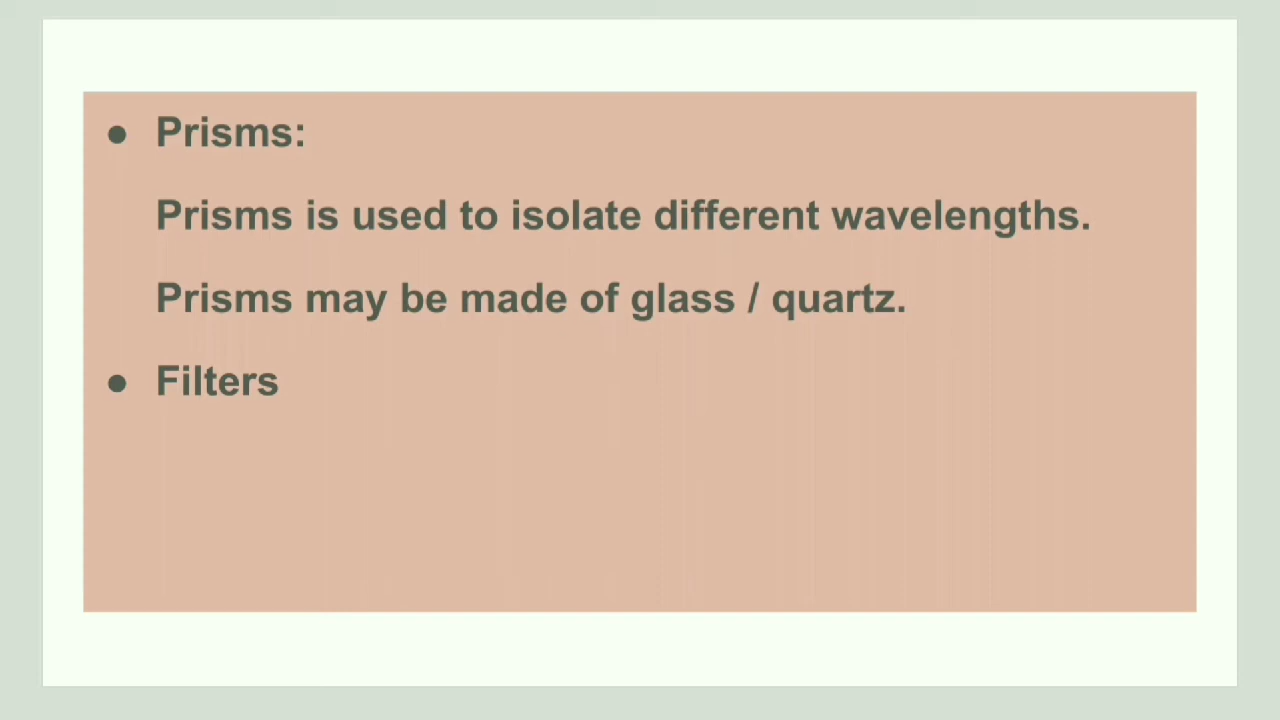 ● Prisms:
Prisms is used to isolate different wavelengths.
Prisms may be made of glass / quartz.
● Filters